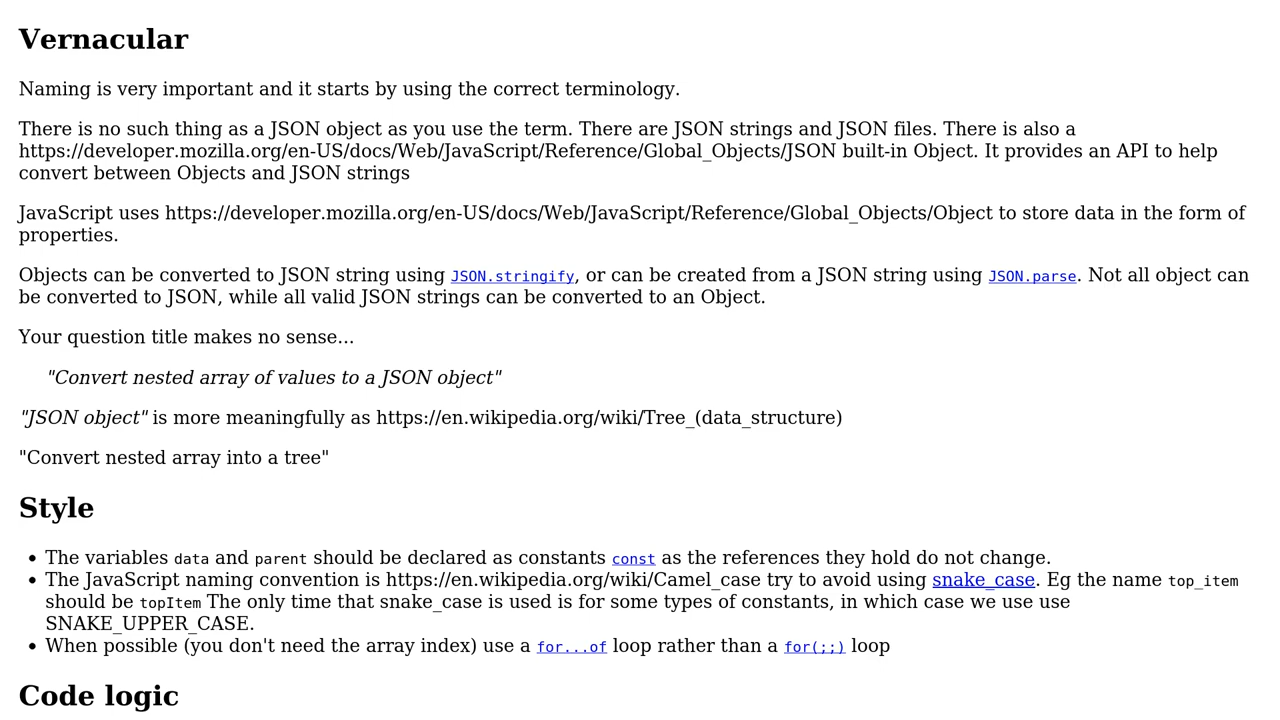 Vernacular
Naming is very important and it starts by using the correct terminology.
There is no such thing as a JSON object as you use the term. There are JSON strings and JSON files. There is also a
https://developer.mozilla.org/en-US/docs/Web/JavaScript/Reference/Global_Objects/JSON built-in Object. It provides an API to help
convert between Objects and JSON strings
JavaScript uses https://developer.mozilla.org/en-US/docs/Web/JavaScript/Reference/Global_Objects/Object to store data in the form of
properties.
Objects can be converted to JSON string using JSON.stringify, or can be created from a JSON string using JSON.parse. Not all object can
be converted to JSON, while all valid JSON strings can be converted to an Object.
Your question title makes no sense...
"Convert nested array of values to a JSON object"
"JSON object" is more meaningfully as https://en.wikipedia.org/wiki/Tree_(data_structure)
"Convert nested array into a tree"
Style
• The variables data and parent should be declared as constants const as the references they hold do not change.
• The JavaScript naming convention is https://en.wikipedia.org/wiki/Camel_case try to avoid using snake_case. Eg the name top_item
should be topItem The only time that snake_case is used is for some types of constants, in which case we use use
SNAKE_UPPER_CASE.
• When possible (you don't need the array index) use a for...of loop rather than a for(;;) loop
Code logic